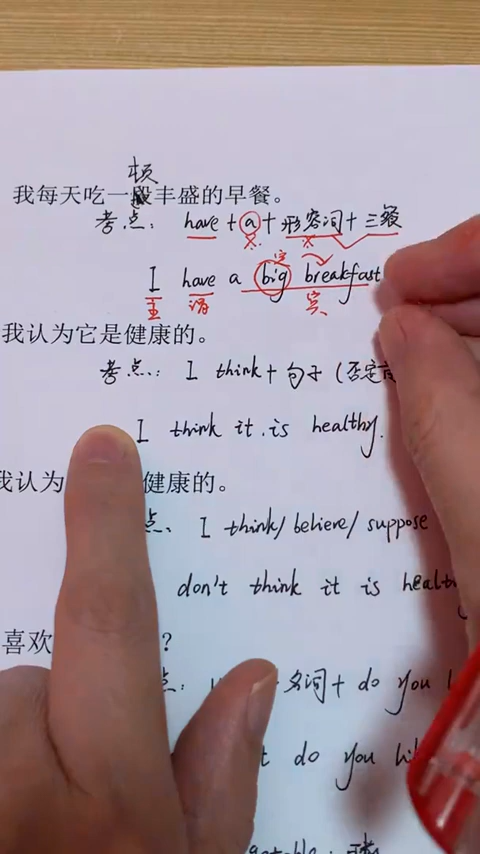 顿
我每天吃一段丰盛的早餐。
考点: have + a + 形容词 + 三餐
定
I have a big breakfast
主 谓 宾
我认为它是健康的。
考点: I think + 句子 (否定
I think it is healthy.
我认为 健康的。
点: I think/ believe/ suppose
don't think it is
喜欢 ?
点: 名词 + do you
do you